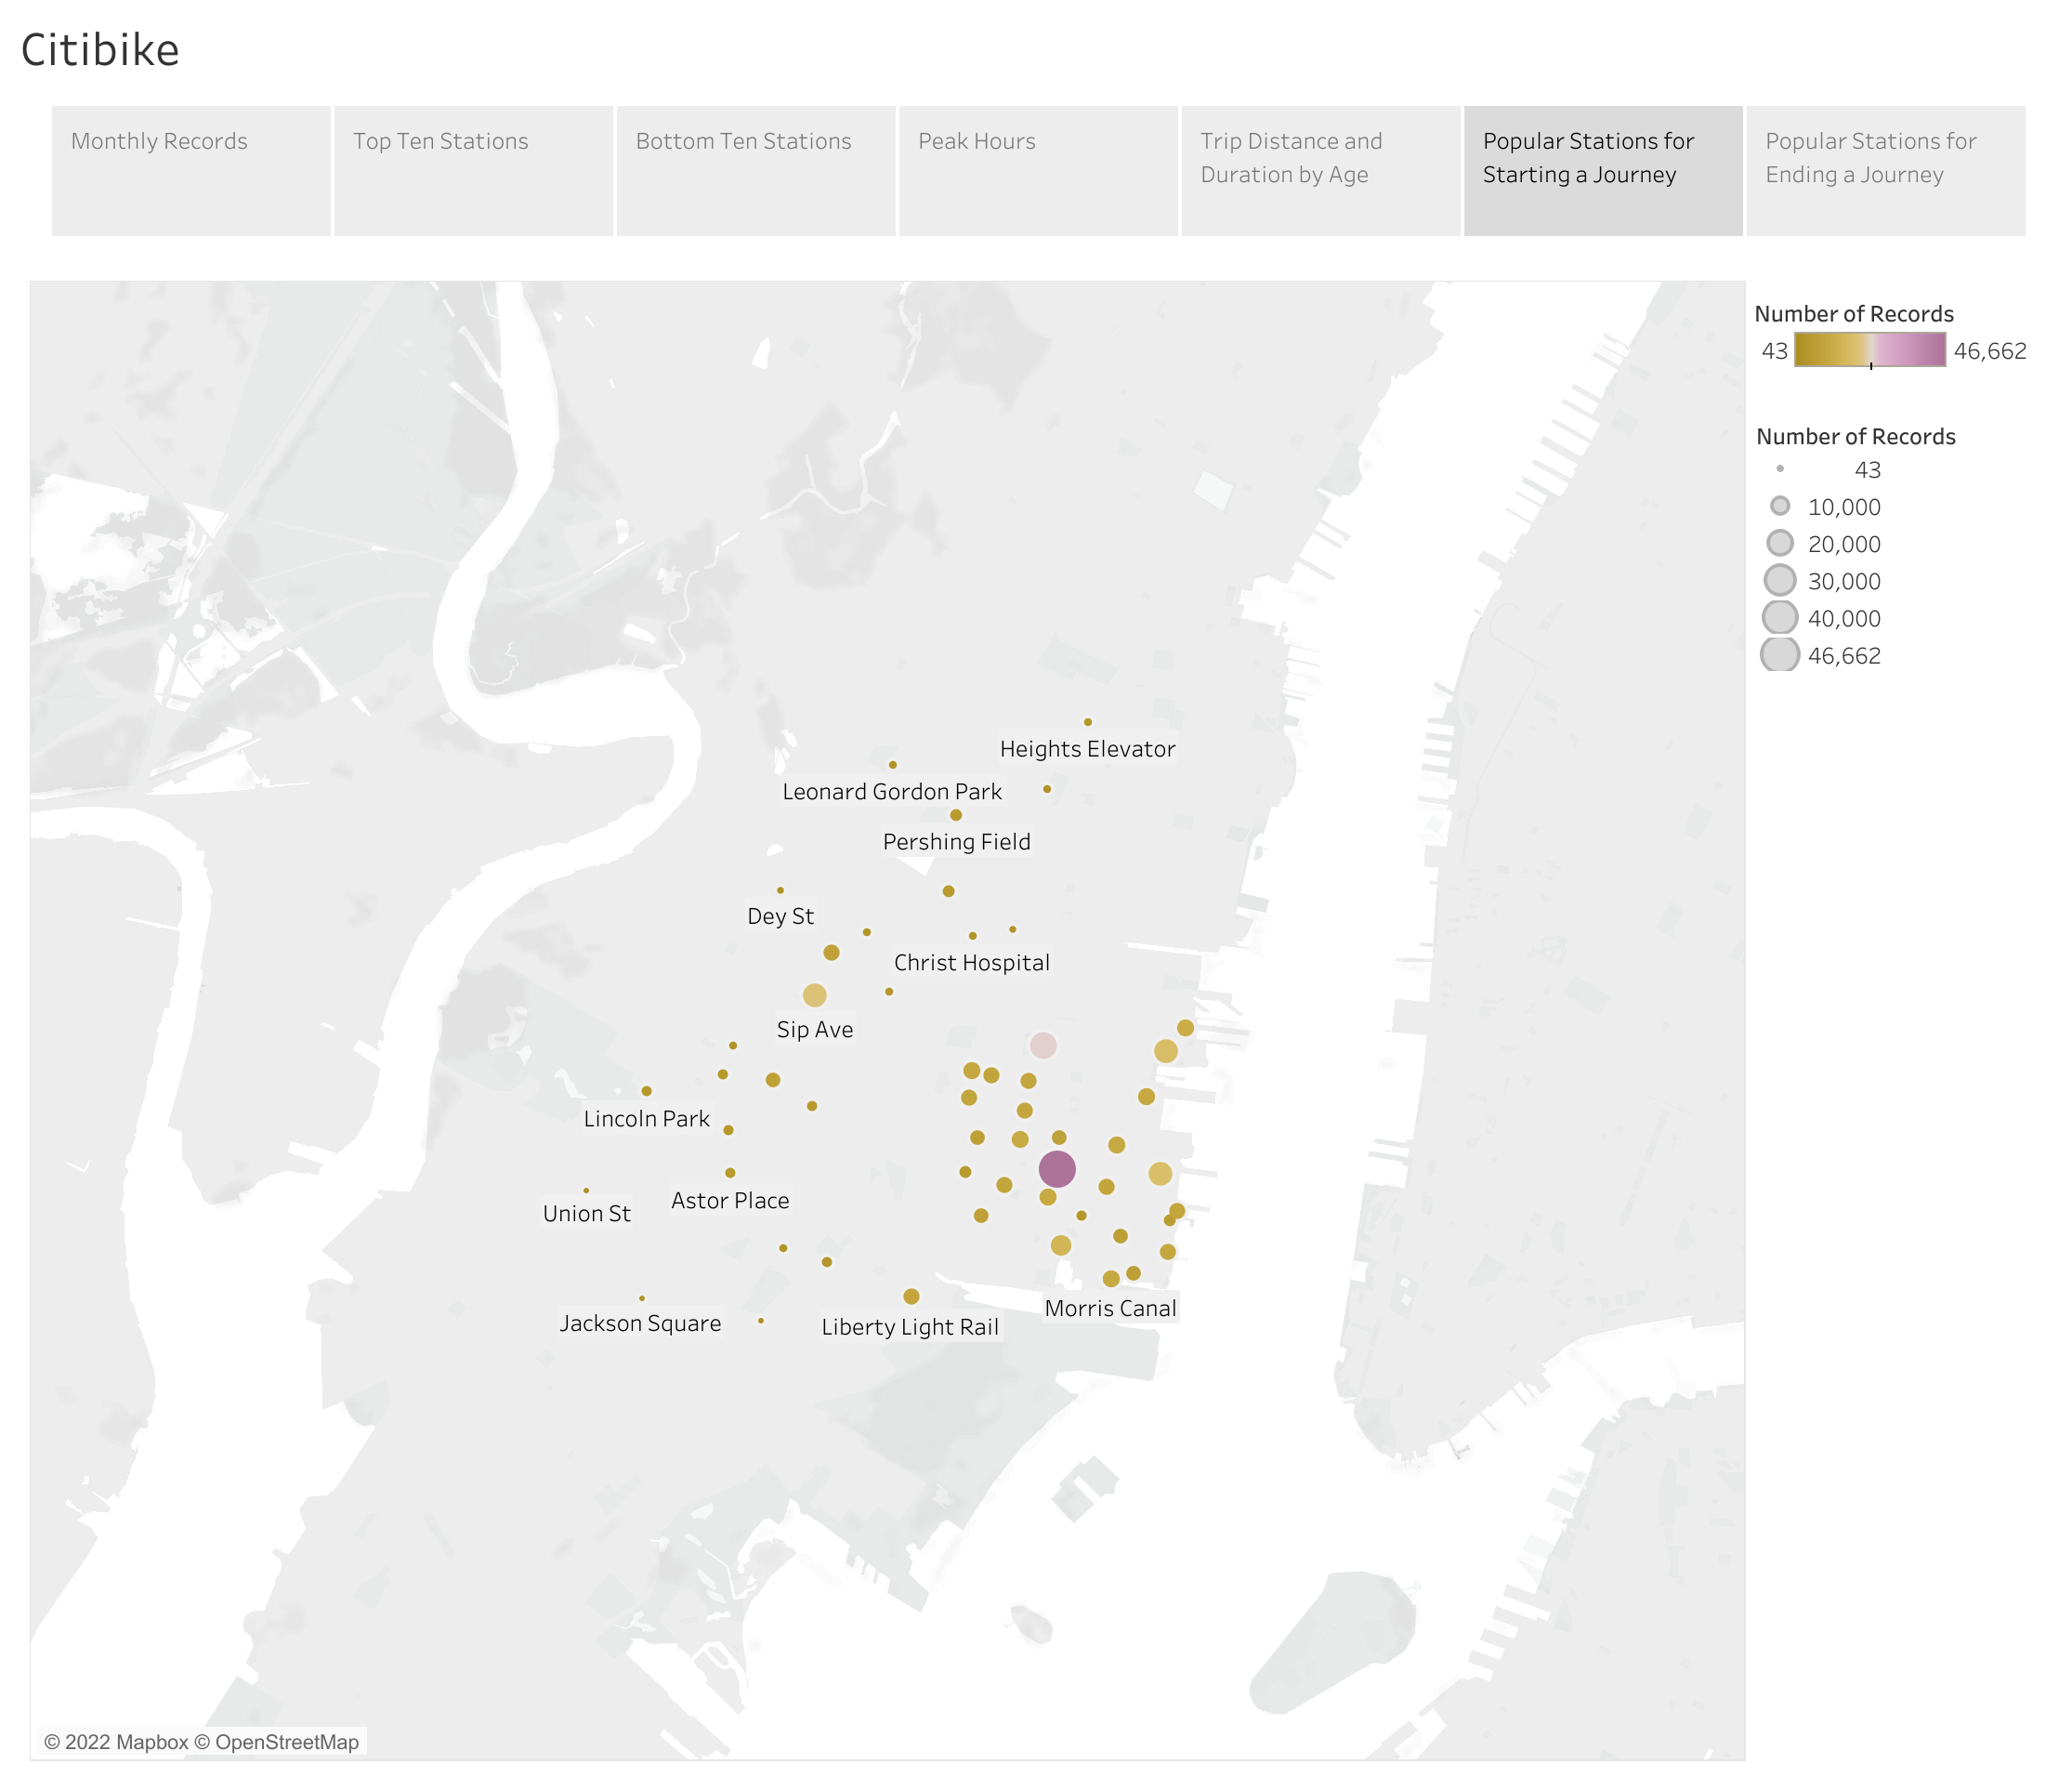 Citibike
Monthly Records
Top Ten Stations
Bottom Ten Stations
Peak Hours
Trip Distance and
Duration by Age
Popular Stations for
Starting a Journey
Popular Stations for
Ending a Journey
Number of Records
43
46,662
Number of Records
43
10,000
20,000
30,000
40,000
46,662
Heights Elevator
Leonard Gordon Park
Pershing Field
Dey St
Christ Hospital
Sip Ave
Lincoln Park
Astor Place
Union St
Morris Canal
Jackson Square
Liberty Light Rail
© 2022 Mapbox © OpenStreetMap